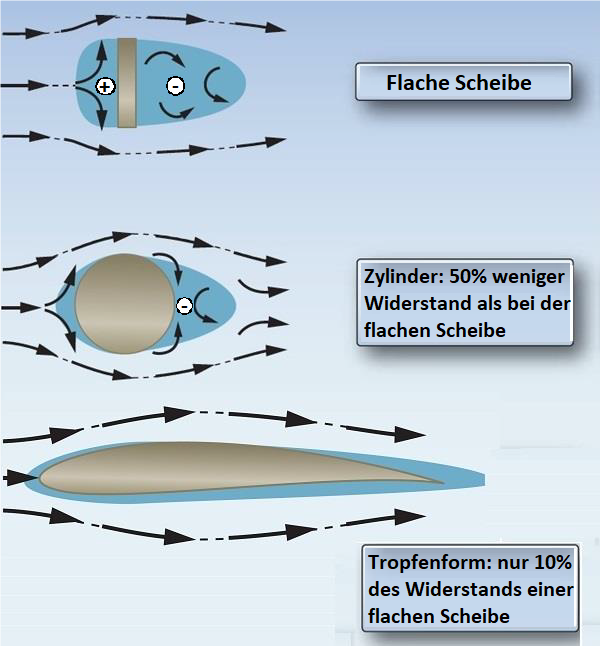 +
-
Flache Scheibe
-
Zylinder: 50% weniger
Widerstand als bei der
flachen Scheibe
Tropfenform: nur 10%
des Widerstands einer
flachen Scheibe